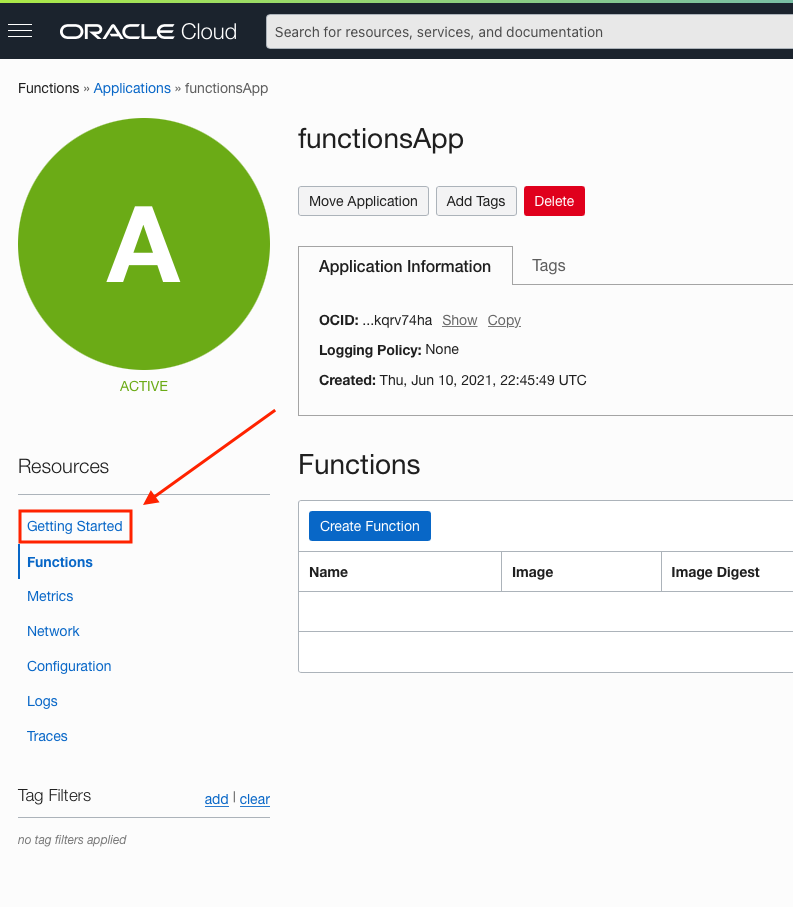 ORACLE Cloud
Search for resources, services, and documentation
Functions » Applications » functionsApp
A
ACTIVE
functionsApp
Move Application
Add Tags
Delete
Application Information
Tags
OCID: ...kqrv74ha Show Copy
Logging Policy: None
Created: Thu, Jun 10, 2021, 22:45:49 UTC
Resources
Getting Started
Functions
Metrics
Network
Configuration
Logs
Traces
Tag Filters
add | clear
no tag filters applied
Functions
Create Function
Name
Image
Image Digest